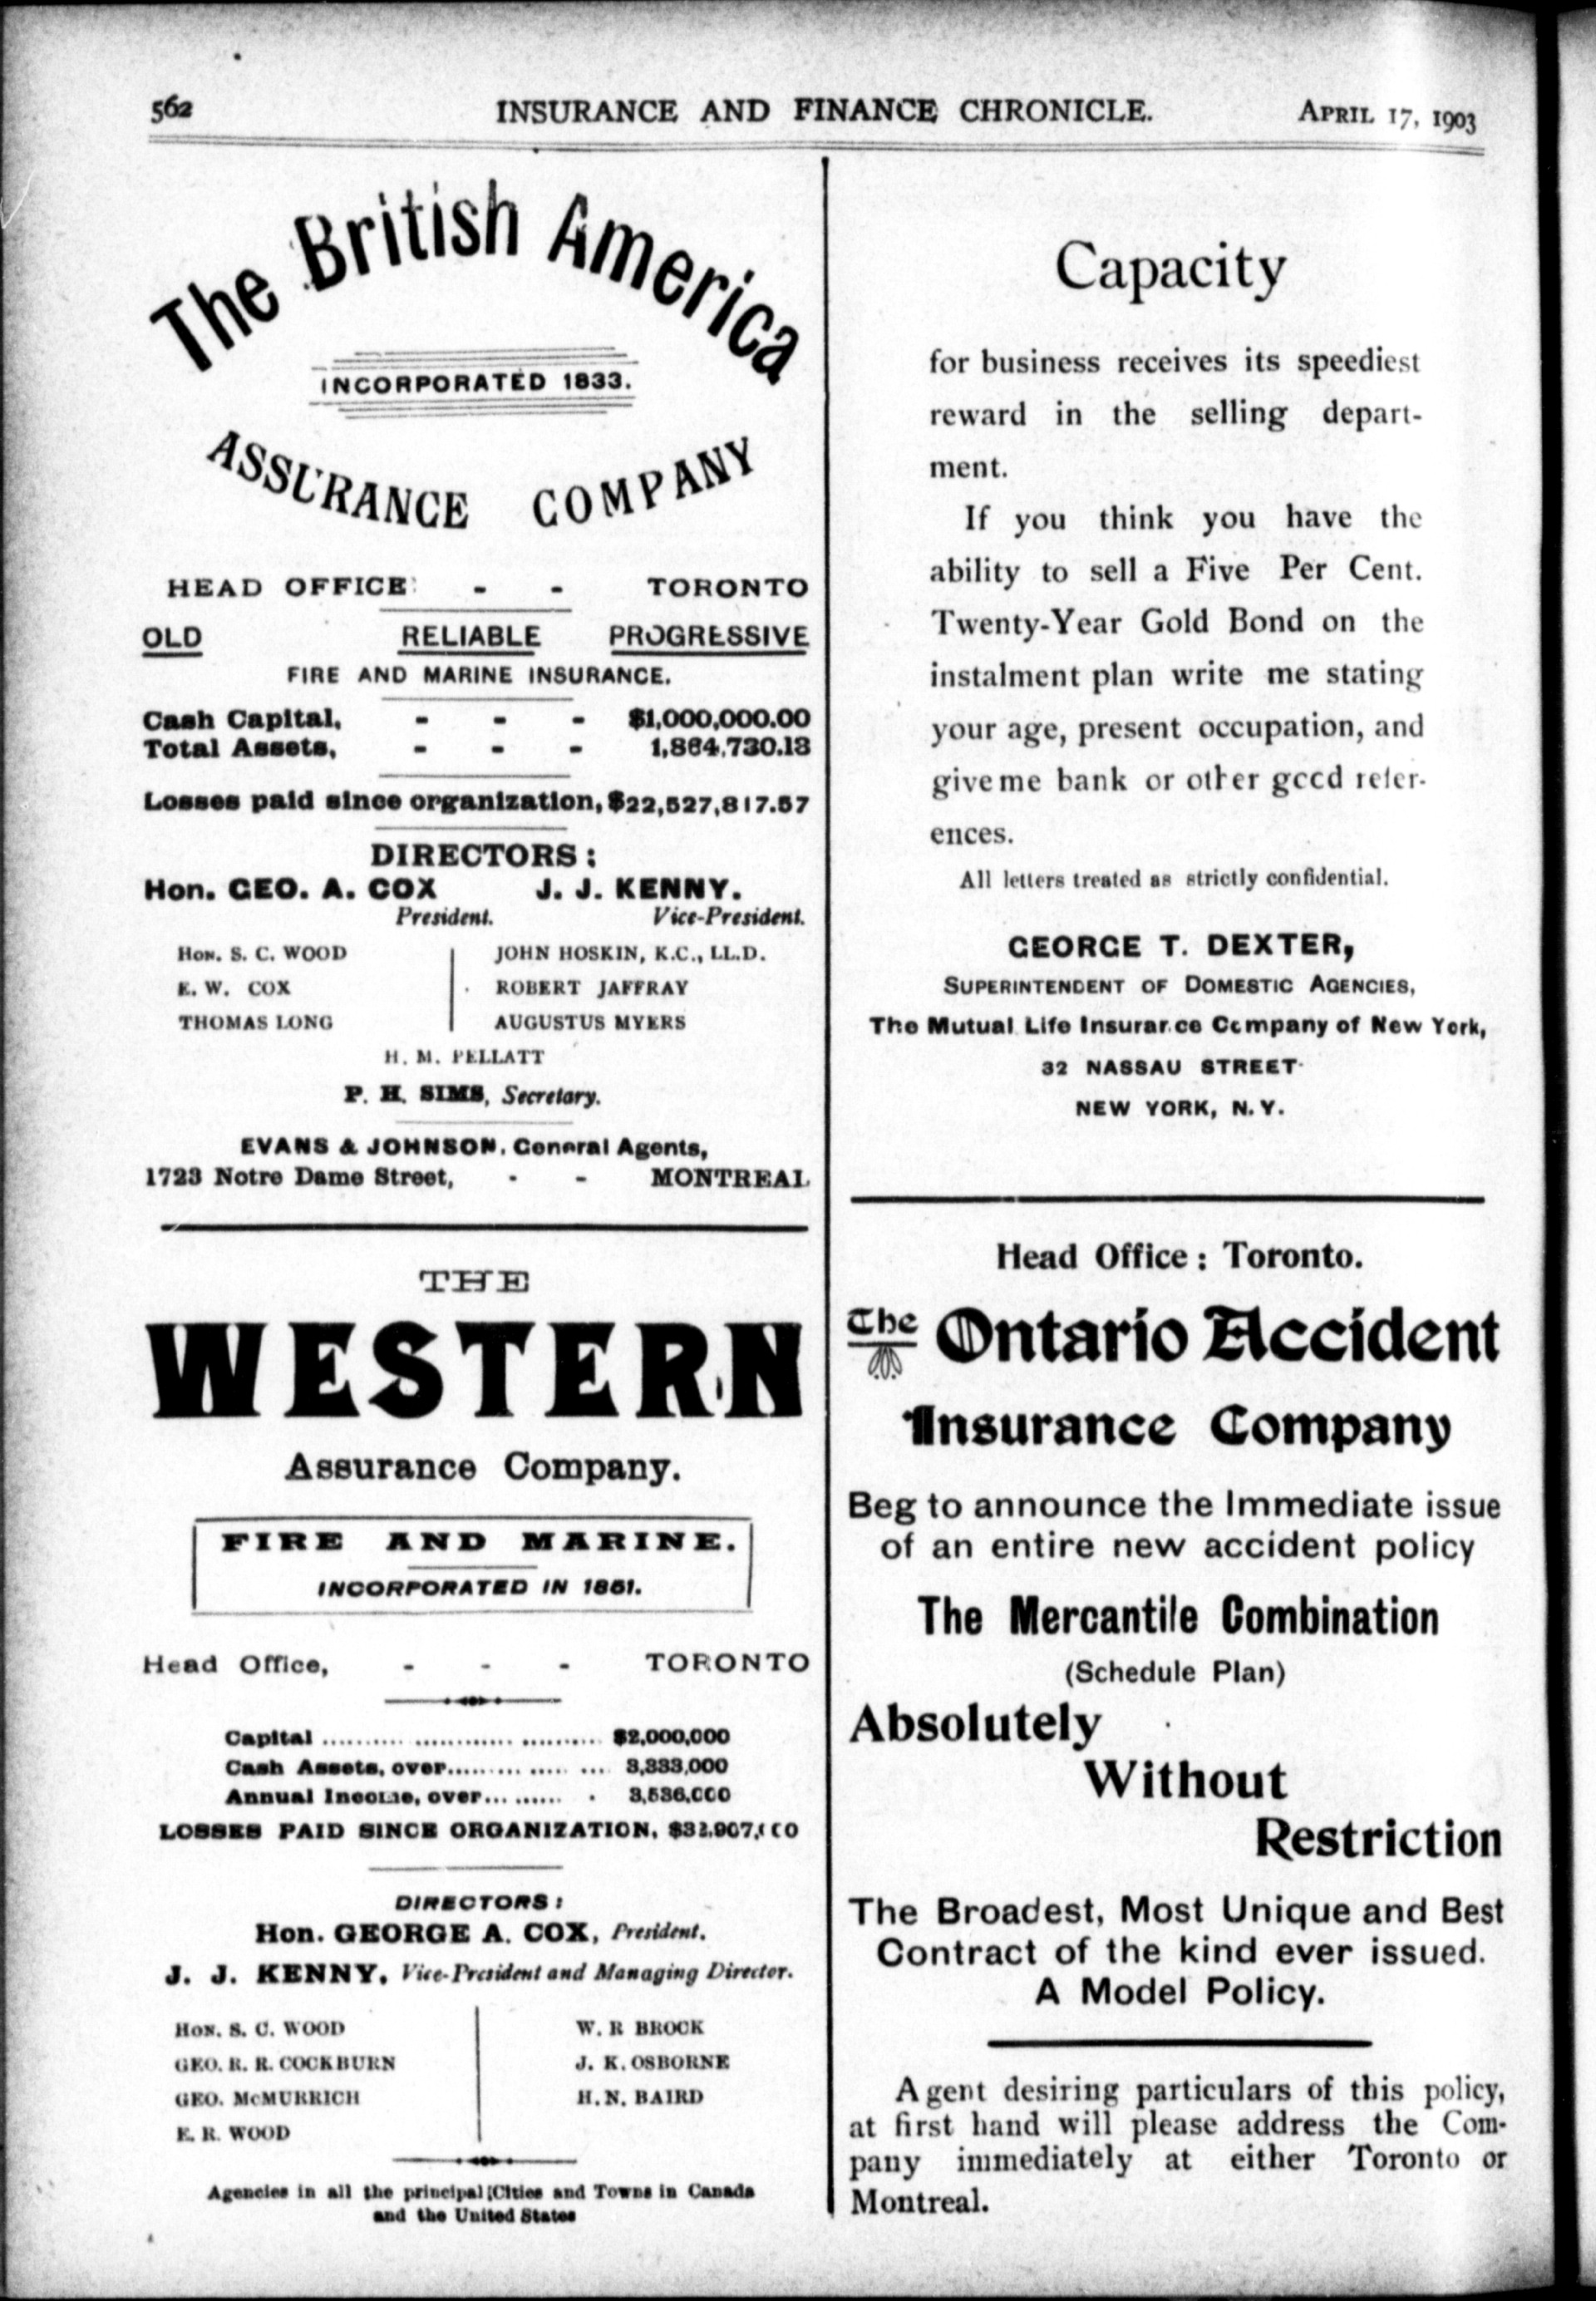 562 INSURANCE AND FINANCE CHRONICLE. APRIL 17, 1903
The British America
INCORPORATED 1833.
ASSURANCE COMPANY
HEAD OFFICE: - - TORONTO
OLD RELIABLE PROGRESSIVE
FIRE AND MARINE INSURANCE.
Cash Capital, - - - $1,000,000.00
Total Assets, - - - 1,864,730.13
Losses paid since organization, $22,527,817.57
DIRECTORS:
Hon. GEO. A. COX J. J. KENNY.
President. Vice-President.
HON. S. C. WOOD JOHN HOSKIN, K.C., LL.D.
E. W. COX ROBERT JAFFRAY
THOMAS LONG AUGUSTUS MYERS
H. M. PELLATT
P. H. SIMS, Secretary.
EVANS & JOHNSON, General Agents,
1723 Notre Dame Street, - - MONTREAL
THE
WESTERN
Assurance Company.
FIRE AND MARINE.
INCORPORATED IN 1851.
Head Office, - - - TORONTO
Capital $2,000,000
Cash Assets, over 3,333,000
Annual Income, over 3,536,000
LOSSES PAID SINCE ORGANIZATION,
DIRECTORS:
Hon. GEORGE A. COX, President.
J. J. KENNY, Vice-President and Managing Director.
HON. S. C. WOOD W. R BROCK
GEO. R. R. COCKBURN J. K. OSBORNE
GEO. McMURRICH H. N. BAIRD
E. R. WOOD
Agencies in all the principal Cities and Towns in Canada
and the United States
Capacity
for business receives its speediest
reward in the selling depart-
ment.
If you think you have the
ability to sell a Five Per Cent.
Twenty-Year Gold Bond on the
instalment plan write me stating
your age, present occupation, and
give me bank or other good refer-
ences.
All letters treated as strictly confidential.
GEORGE T. DEXTER,
SUPERINTENDENT OF DOMESTIC AGENCIES,
The Mutual Life Insurance Company of New York,
32 NASSAU STREET
NEW YORK, N.Y.
Head Office: Toronto.
The Ontario Accident
Insurance Company
Beg to announce the Immediate issue
of an entire new accident policy
The Mercantile Combination
(Schedule Plan)
Absolutely
Without
Restriction
The Broadest, Most Unique and Best
Contract of the kind ever issued.
A Model Policy.
Agent desiring particulars of this policy,
at first hand will please address the Com-
pany immediately at either Toronto or
Montreal.